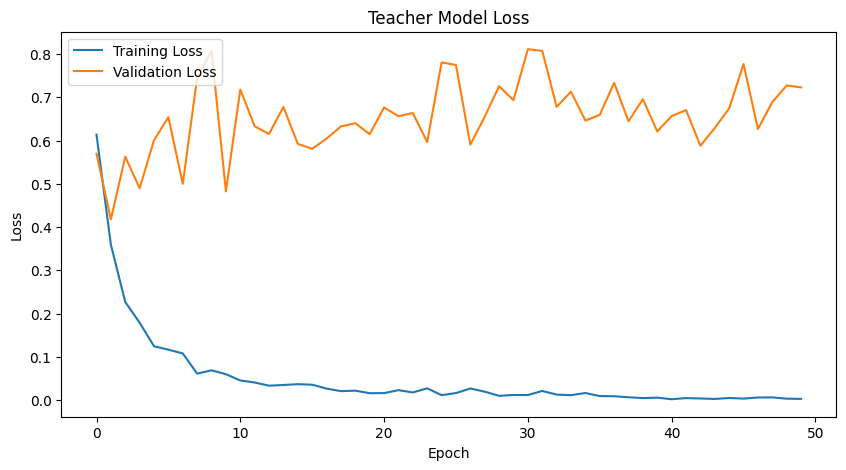 Teacher Model Loss
Training Loss
Validation Loss
Loss
0.8
0.7
0.6
0.5
0.4
0.3
0.2
0.1
0.0
0 10 20 30 40 50
Epoch